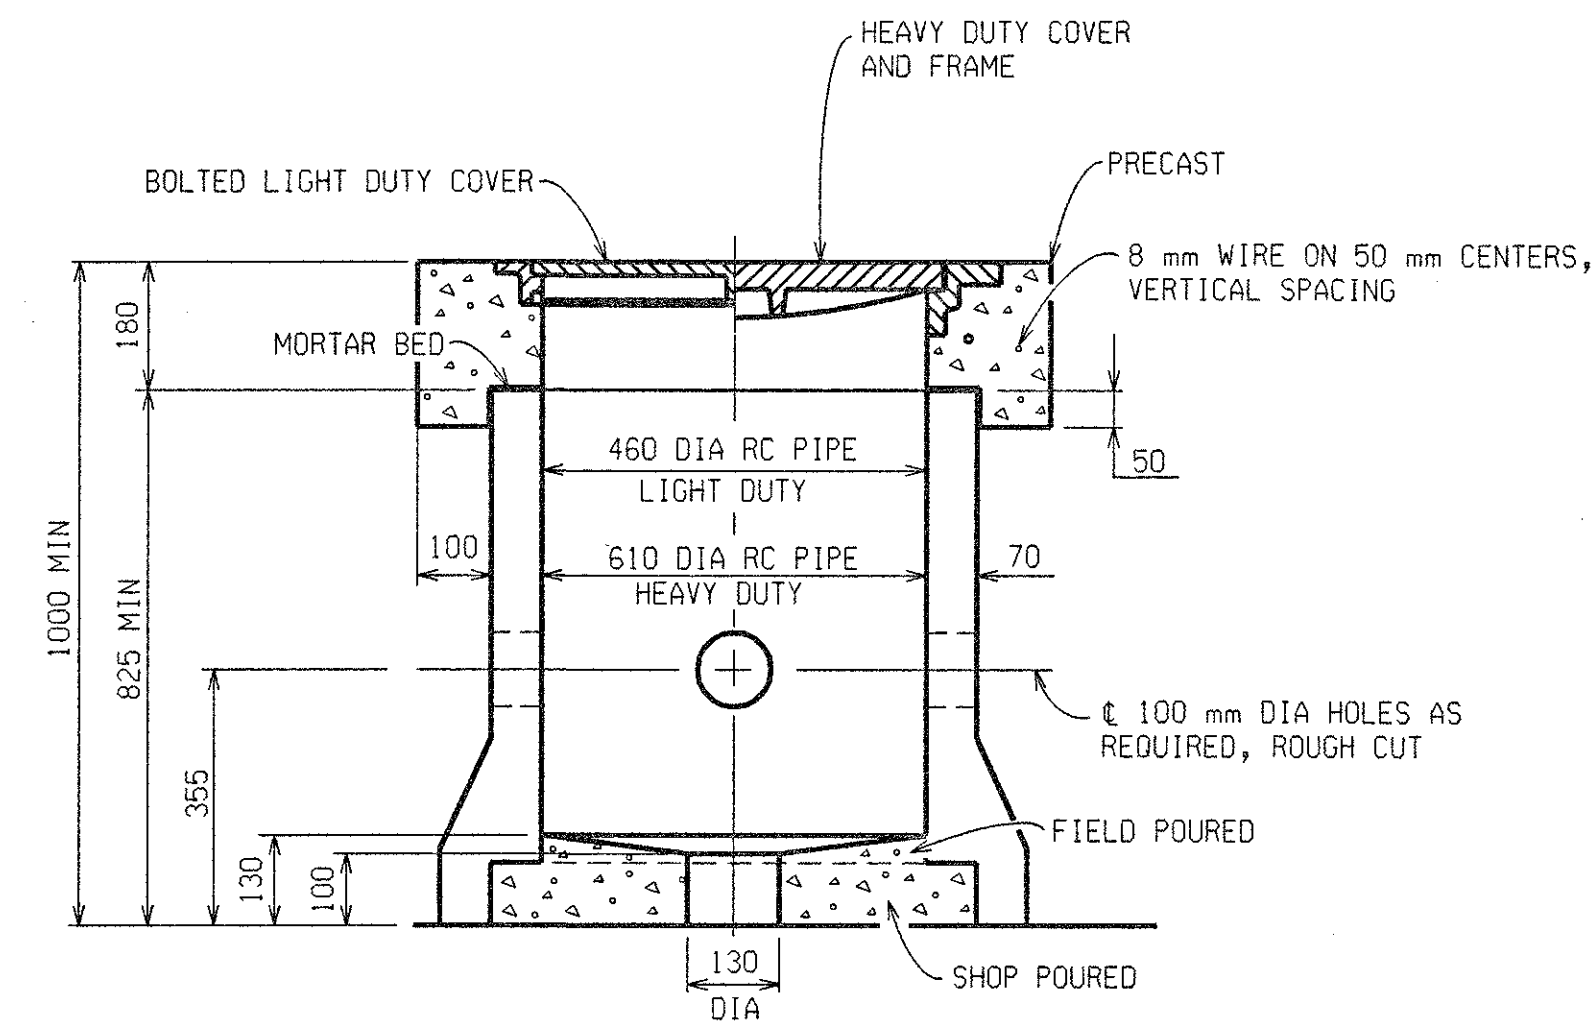 HEAVY DUTY COVER
AND FRAME
PRECAST
BOLTED LIGHT DUTY COVER
8 mm WIRE ON 50 mm CENTERS,
VERTICAL SPACING
180
MORTAR BED
460 DIA RC PIPE
LIGHT DUTY
50
100
610 DIA RC PIPE
HEAVY DUTY
70
1000 MIN
825 MIN
355
℄ 100 mm DIA HOLES AS
REQUIRED, ROUGH CUT
FIELD POURED
130
100
130
DIA
SHOP POURED